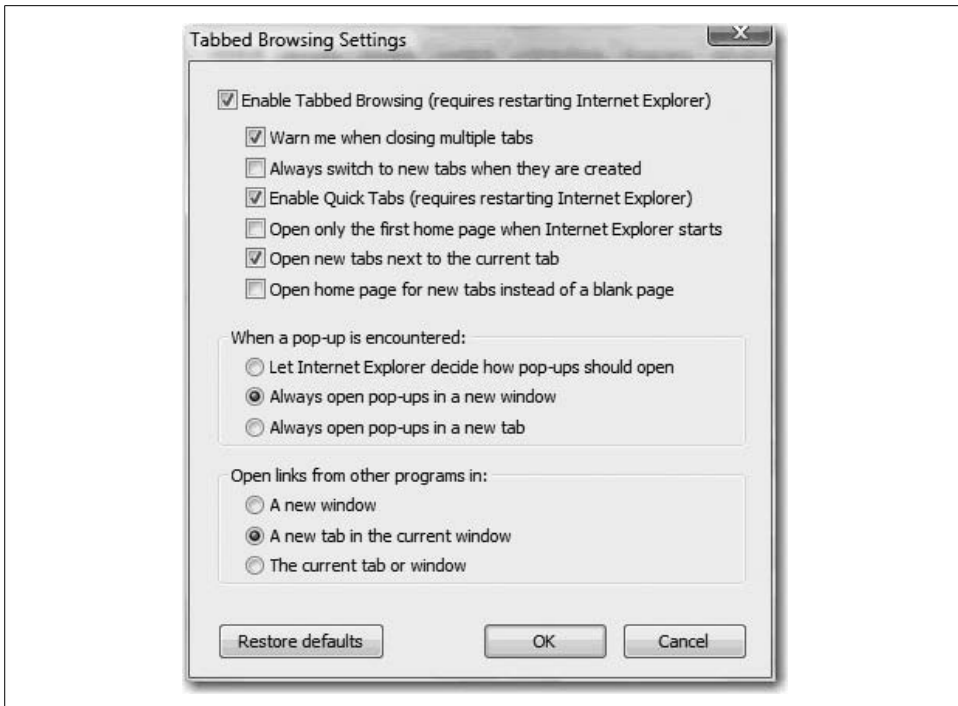 Tabbed Browsing Settings
Enable Tabbed Browsing (requires restarting Internet Explorer)
Warn me when closing multiple tabs
Always switch to new tabs when they are created
Enable Quick Tabs (requires restarting Internet Explorer)
Open only the first home page when Internet Explorer starts
Open new tabs next to the current tab
Open home page for new tabs instead of a blank page
When a pop-up is encountered:
Let Internet Explorer decide how pop-ups should open
Always open pop-ups in a new window
Always open pop-ups in a new tab
Open links from other programs in:
A new window
A new tab in the current window
The current tab or window
Restore defaults OK Cancel